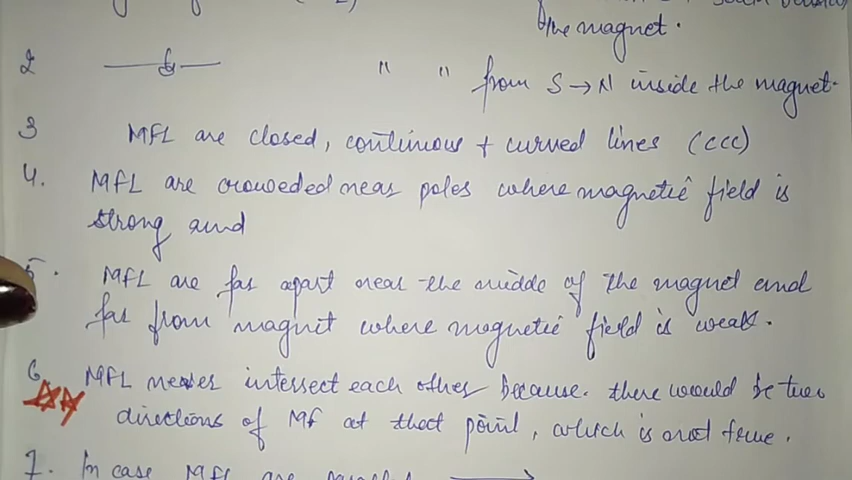 the magnet.
2 " " from S → N inside the magnet.
3 MFL are closed, continuous + curved lines (CCC)
4. MFL are crowded near poles where magnetic field is
strong and
5. MFL are far apart near the midde of the magnet and
far from magnet where magnetic field is weak.
6 MFL never intersect each other because. there would be two
directions of MF at that point, which is not true.
7. In case MFL are